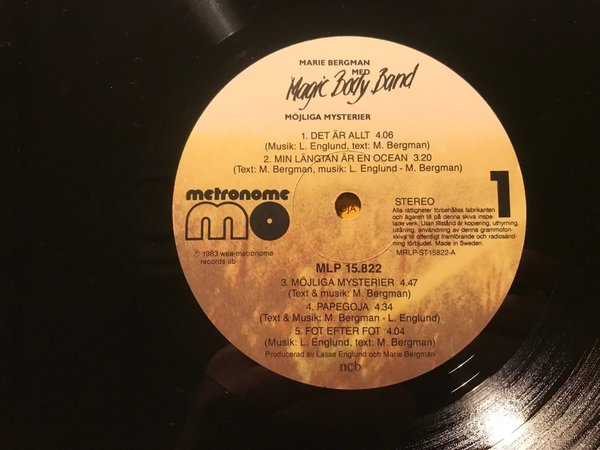 MARIE BERGMAN
MED
Magic Body Band
MÖJLIGA MYSTERIER
1. DET ÄR ALLT 4.06
(Musik: L. Englund, text: M. Bergman)
2. MIN LÄNGTAN ÄR EN OCEAN 3.20
(Text: M. Bergman, musik: L. Englund - M. Bergman)
metronome
mo
℗ 1983 wea-metronome
records ab
STEREO
1
Alla rättigheter förbehålles fabrikanten
och ägaren till på denna skiva inspe-
lade verk. Utan tillstånd är kopiering, uthyrning,
utlåning, användning av denna grammofon-
skiva till offentligt framförande och radiosänd-
ning förbjudet. Made in Sweden.
MRLP-ST-15822-A
MLP 15.822
3. MÖJLIGA MYSTERIER 4.47
(Text & musik: M. Bergman)
4. PAPEGOJA 4.34
(Text & Musik: M. Bergman - L. Englund)
5. FOT EFTER FOT 4.04
(Musik: L. Englund, text: M. Bergman)
Producerad av Lasse Englund och Marie Bergman
ncb